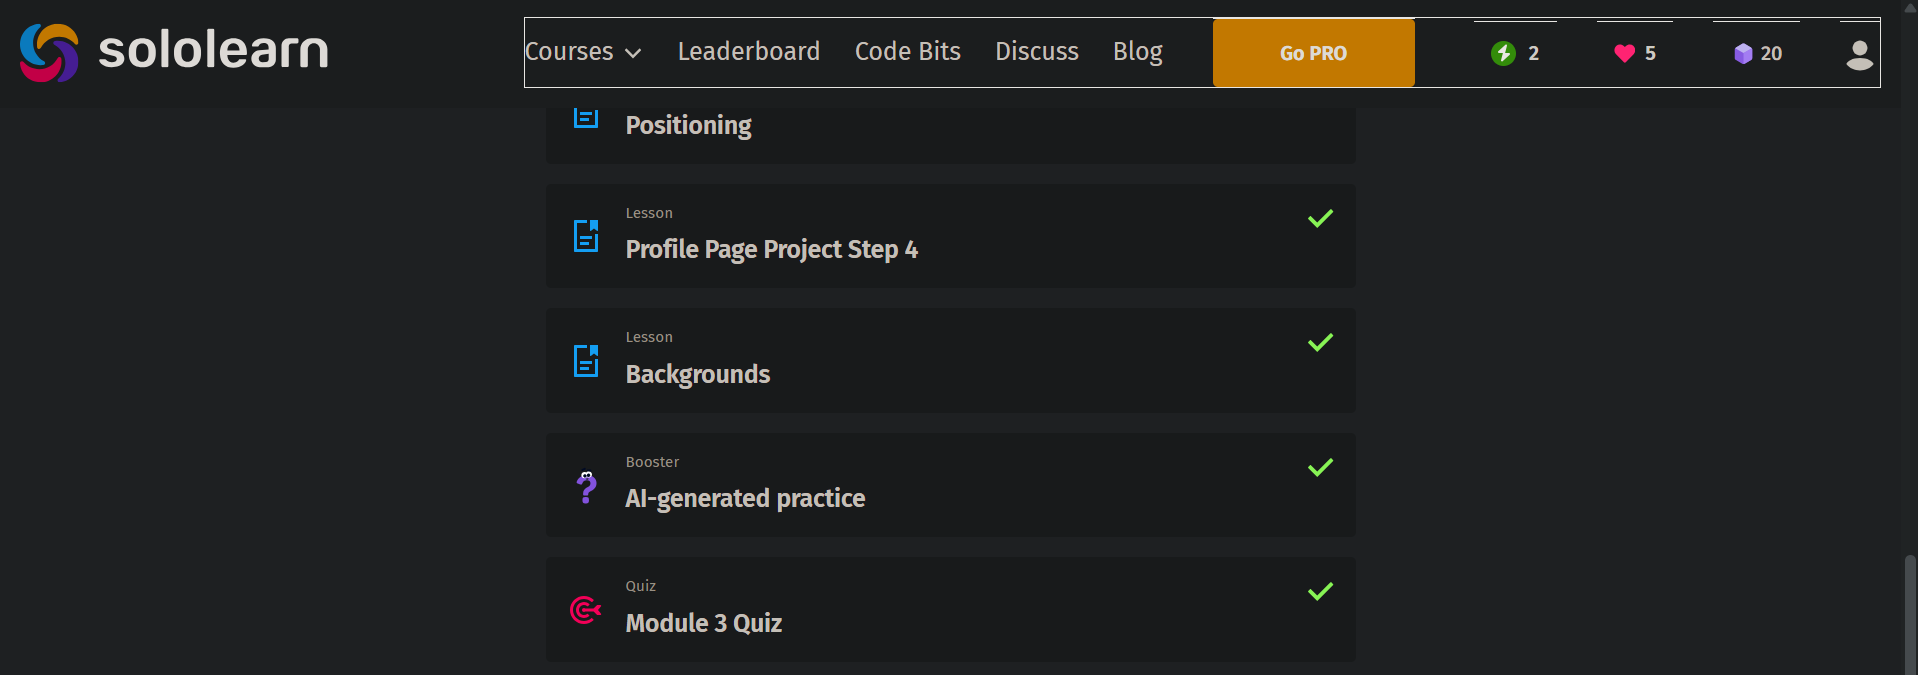 sololearn
Courses Leaderboard Code Bits Discuss Blog Go PRO 2 5 20
Positioning
Lesson
Profile Page Project Step 4
Lesson
Backgrounds
Booster
AI-generated practice
Quiz
Module 3 Quiz